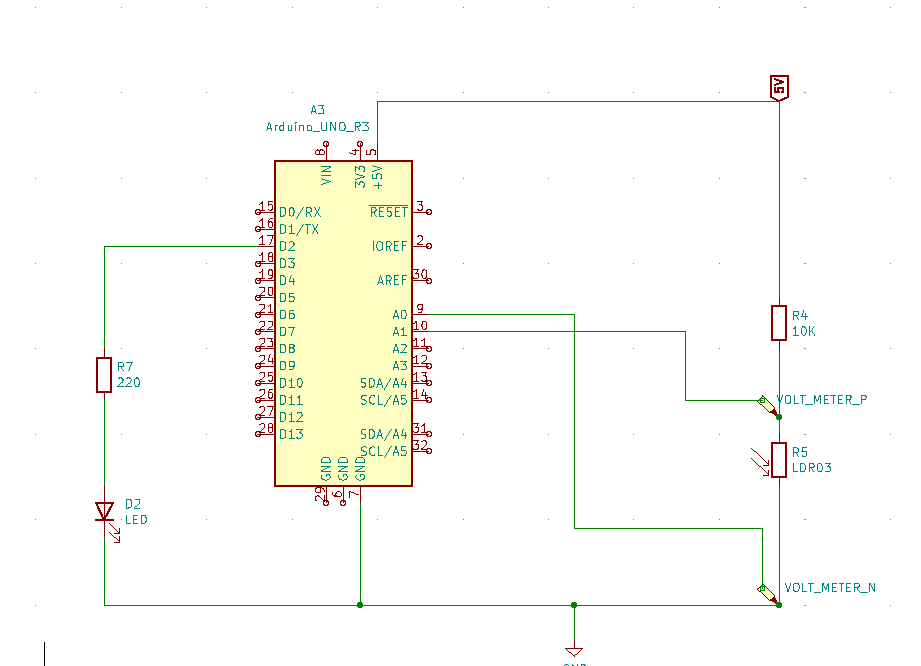 5V
A3
Arduino_UNO_R3
8
4
5
VIN
3V3
+5V
15 D0/RX
RESET 3
16 D1/TX
17 D2
IOREF 2
18 D3
19 D4
AREF 30
20 D5
21 D6
A0 9
22 D7
A1 10
23 D8
A2 11
24 D9
A3 12
25 D10
SDA/A4 13
26 D11
SCL/A5 14
27 D12
28 D13
SDA/A4 31
SCL/A5 32
GND
GND
GND
29
6
7
R4
10K
R7
220
VOLT_METER_P
R5
LDR03
D2
LED
VOLT_METER_N